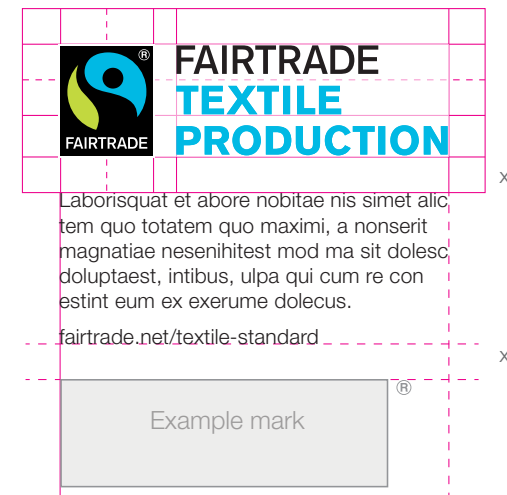 ®
FAIRTRADE
FAIRTRADE
TEXTILE
PRODUCTION
x
Laborisquat et abore nobitae nis simet alic
tem quo totatem quo maximi, a nonserit
magnatiae nesenihitest mod ma sit dolesc
doluptaest, intibus, ulpa qui cum re con
estint eum ex exerume dolecus.
fairtrade.net/textile-standard
x
®
Example mark